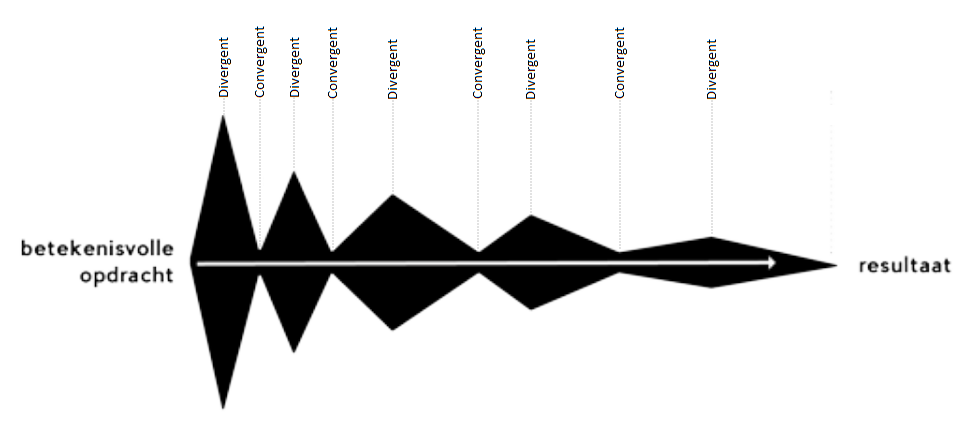 Divergent
Convergent
Divergent
Convergent
Divergent
Convergent
Divergent
Convergent
Divergent
betekenisvolle
opdracht
resultaat